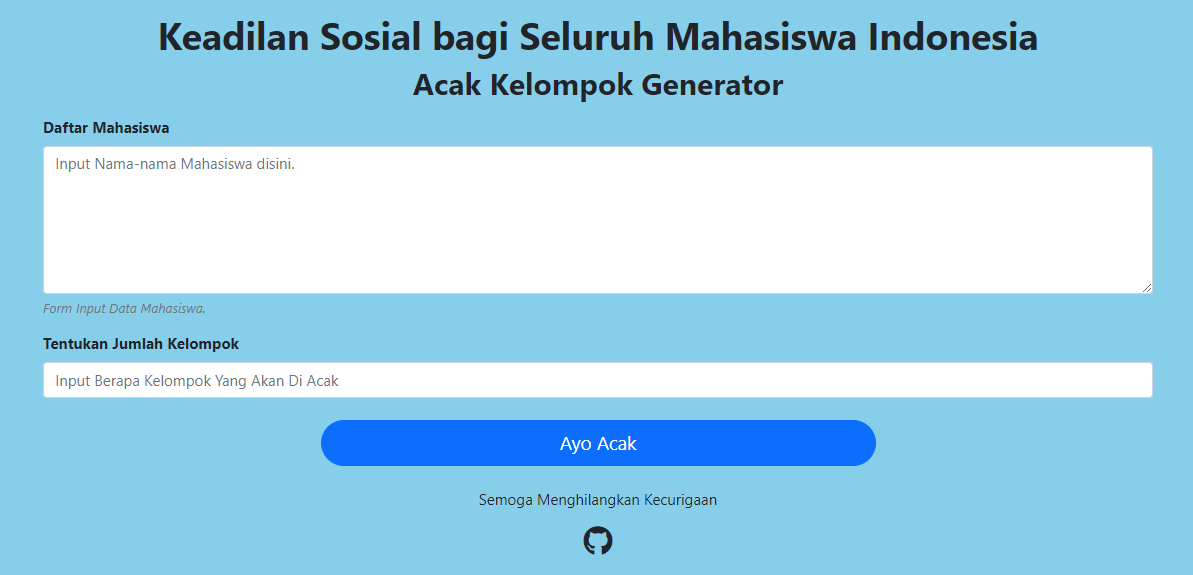 Keadilan Sosial bagi Seluruh Mahasiswa Indonesia
Acak Kelompok Generator
Daftar Mahasiswa
Input Nama-nama Mahasiswa disini.
Form Input Data Mahasiswa.
Tentukan Jumlah Kelompok
Input Berapa Kelompok Yang Akan Di Acak
Ayo Acak
Semoga Menghilangkan Kecurigaan